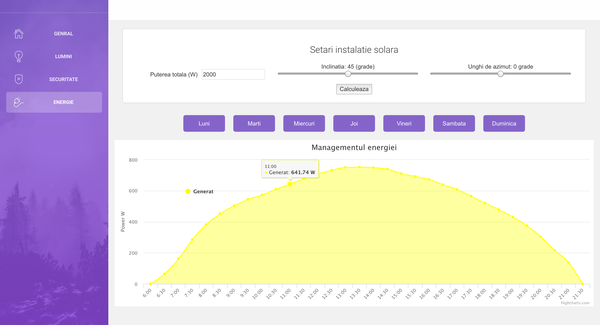 GENRAL
LUMINI
SECURITATE
ENERGIE
Setari instalatie solara
Puterea totala (W) 2000
Inclinatia: 45 (grade)
Unghi de azimut: 0 grade
Calculeaza
Luni Marti Miercuri Joi Vineri Sambata Duminica
Managementul energiei
11:00
Generat: 641.74 W
Generat
Power W
800
600
400
200
0
6:00 6:30 7:00 7:30 8:00 8:30 9:00 9:30 10:00 10:30 11:00 11:30 12:00 12:30 13:00 13:30 14:00 14:30 15:00 15:30 16:00 16:30 17:00 17:30 18:00 18:30 19:00 19:30 20:00 20:30 21:00 21:30
Highcharts.com